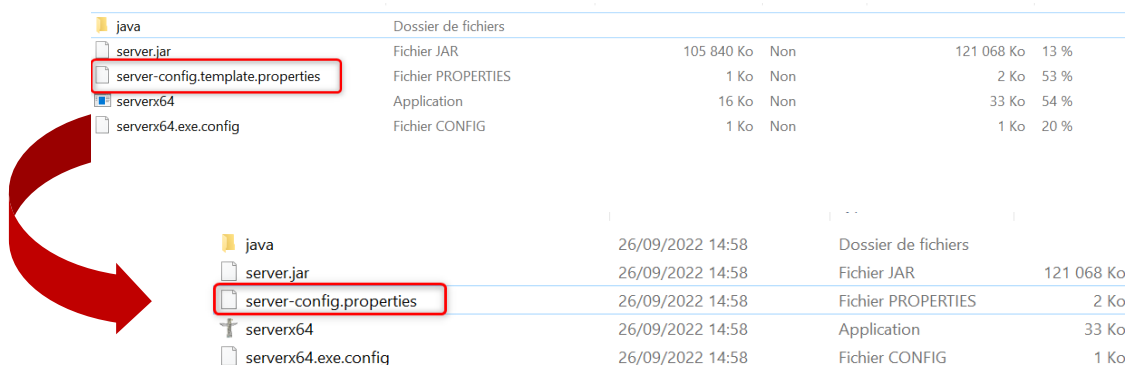 java Dossier de fichiers
server.jar Fichier JAR 105 840 Ko Non 121 068 Ko 13 %
server-config.template.properties Fichier PROPERTIES 1 Ko Non 2 Ko 53 %
serverx64 Application 16 Ko Non 33 Ko 54 %
serverx64.exe.config Fichier CONFIG 1 Ko Non 1 Ko 20 %
java 26/09/2022 14:58 Dossier de fichiers
server.jar 26/09/2022 14:58 Fichier JAR 121 068 Ko
server-config.properties 26/09/2022 14:58 Fichier PROPERTIES 2 Ko
serverx64 26/09/2022 14:58 Application 33 Ko
serverx64.exe.config 26/09/2022 14:58 Fichier CONFIG 1 Ko